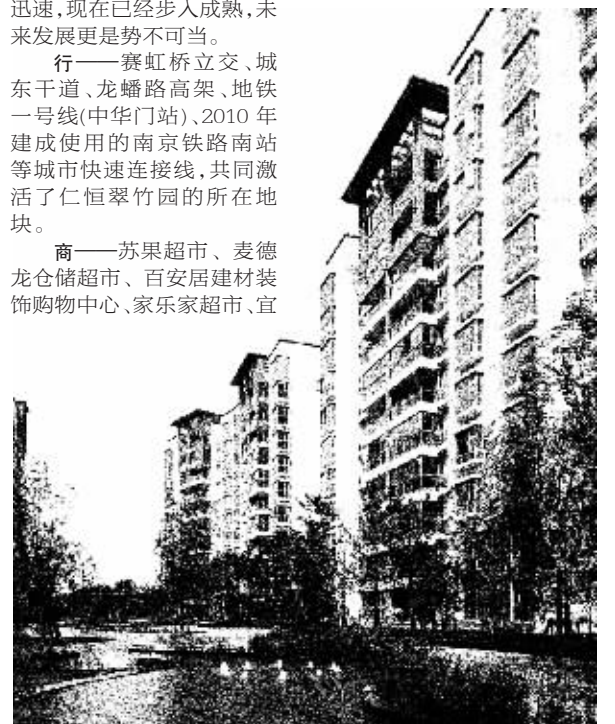 迅速,现在已经步入成熟,未
来发展更是势不可当。
行——赛虹桥立交、城
东干道、龙蟠路高架、地铁
一号线(中华门站)、2010 年
建成使用的南京铁路南站
等城市快速连接线,共同激
活了仁恒翠竹园的所在地
块。
商——苏果超市、麦德
龙仓储超市、百安居建材装
饰购物中心、家乐家超市、宜